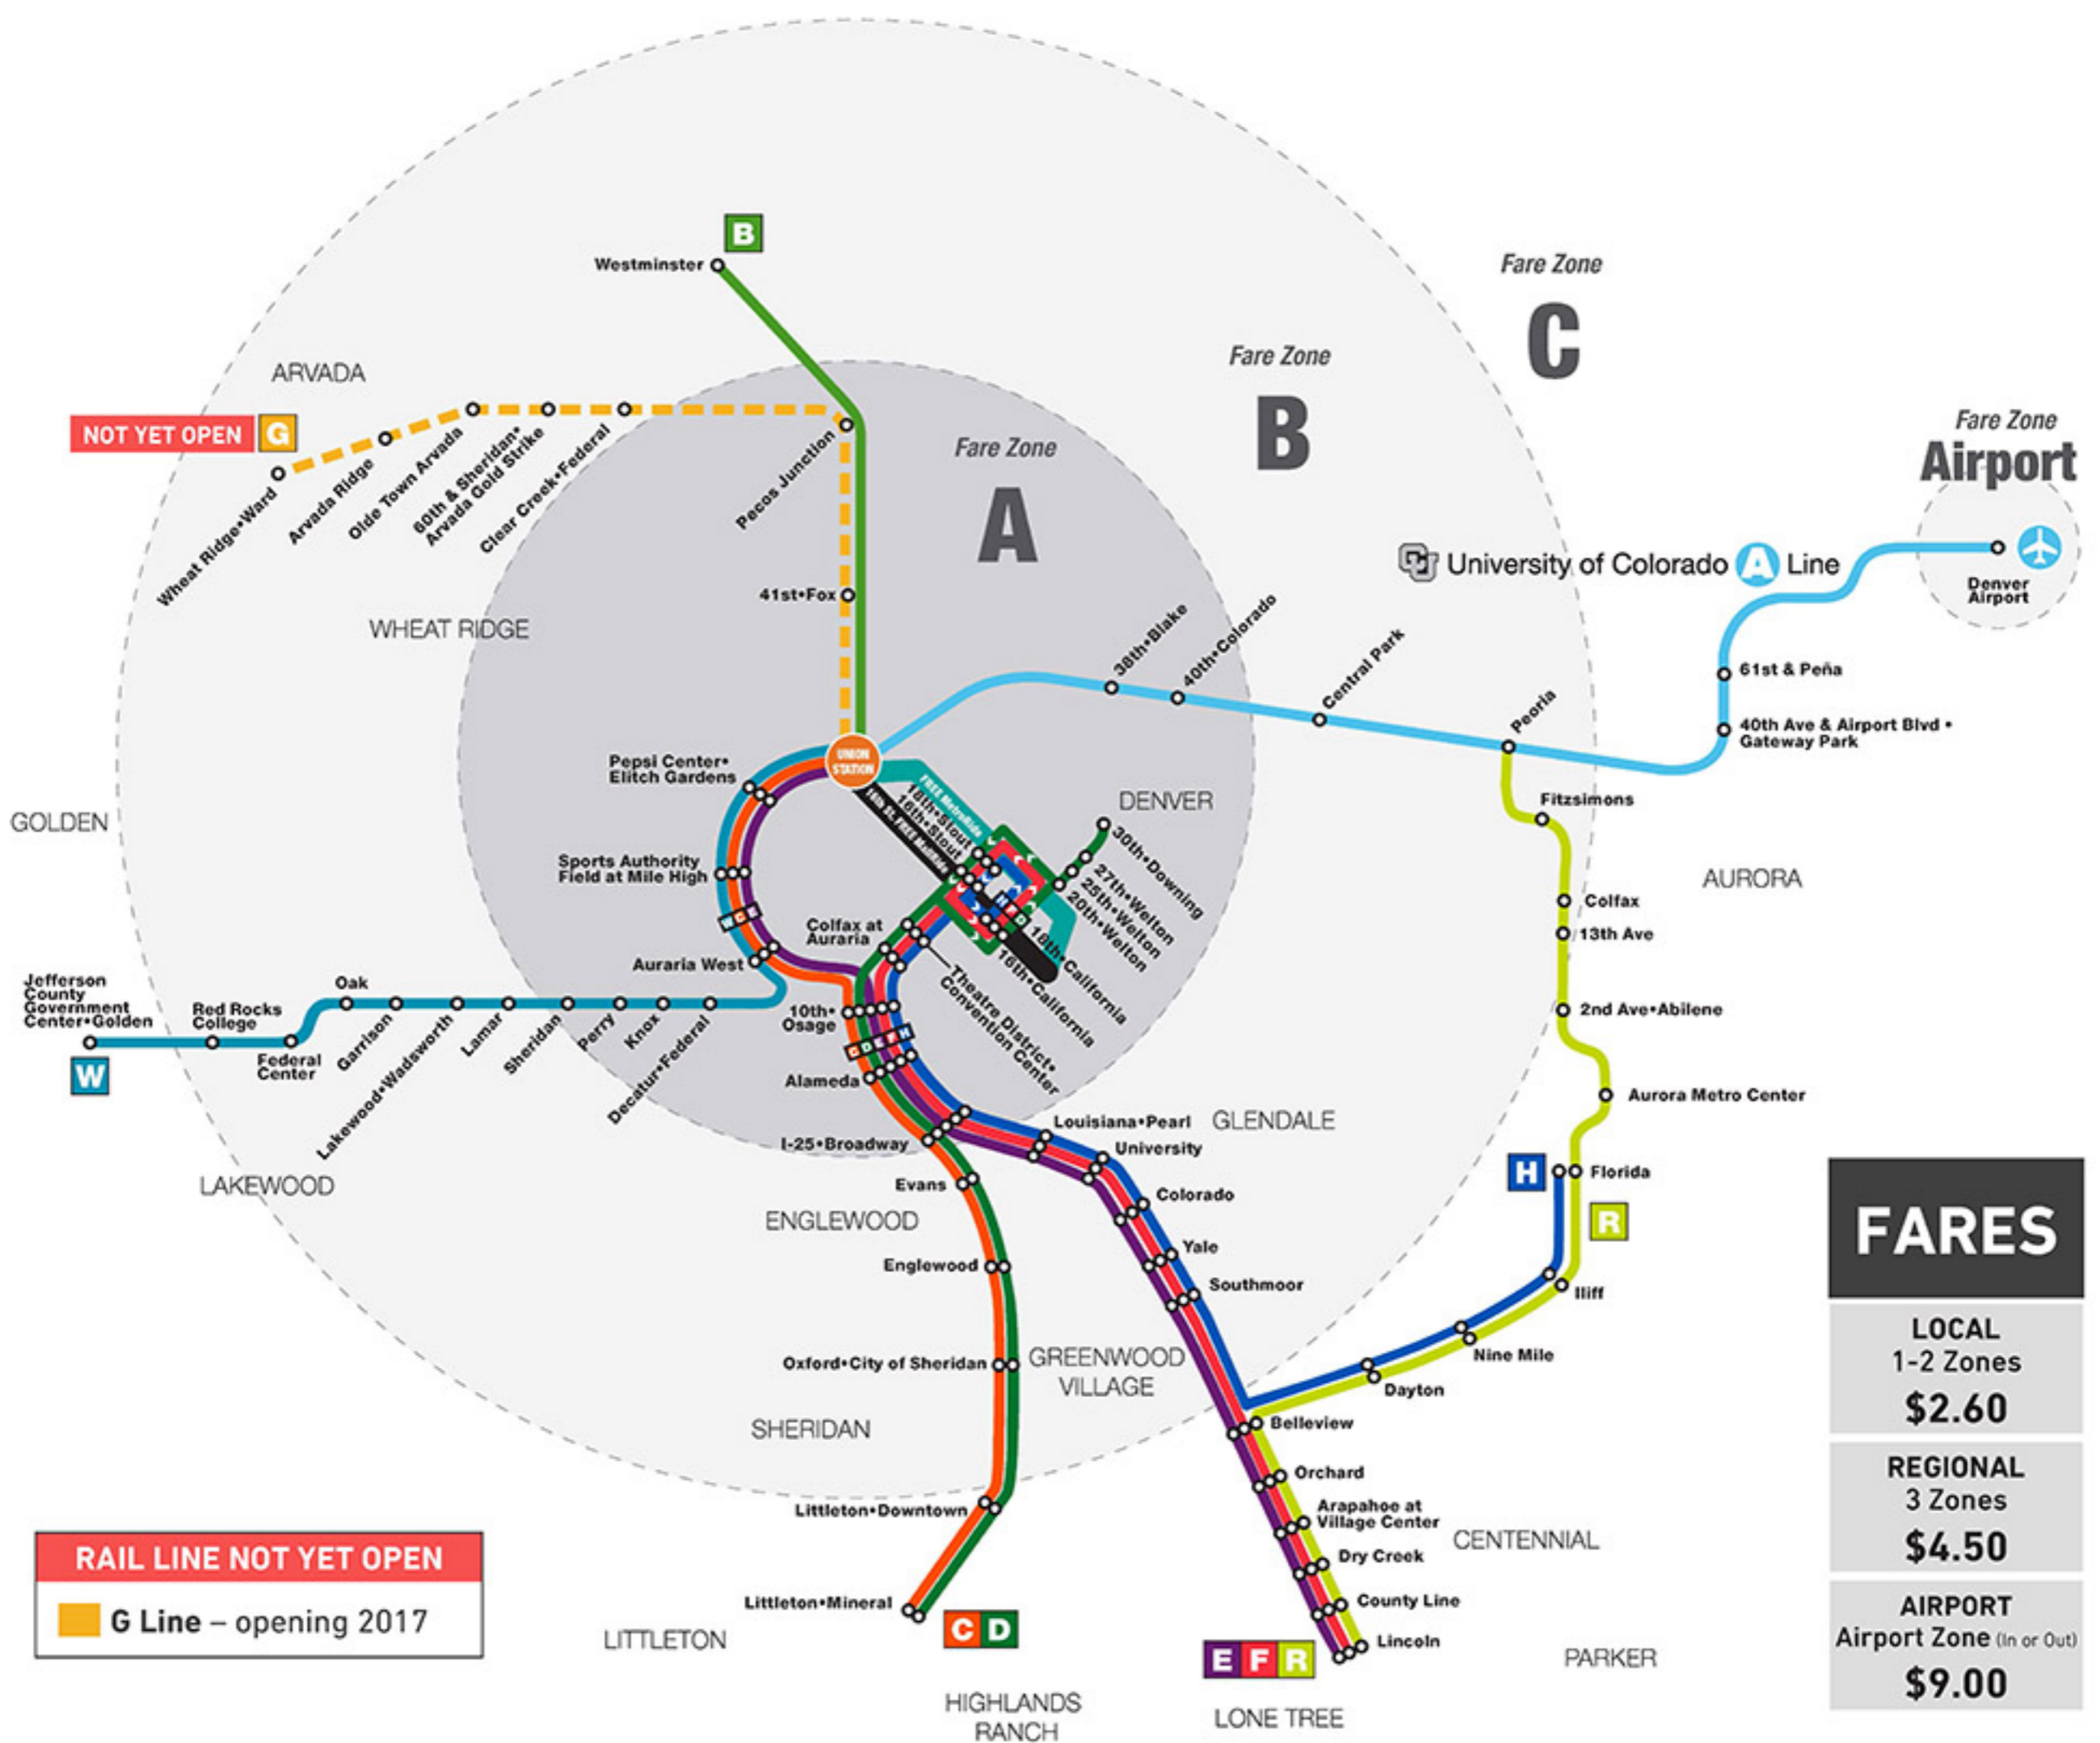 B
Westminster
Fare Zone
C
Fare Zone
B
Fare Zone
A
Fare Zone
Airport
ARVADA
NOT YET OPEN
G
Wheat Ridge•Ward
Arvada Ridge
Olde Town Arvada
60th & Sheridan•
Arvada Gold Strike
Clear Creek•Federal
Pecos Junction
41st•Fox
WHEAT RIDGE
University of Colorado A Line
Denver
Airport
38th•Blake
40th•Colorado
Central Park
Peoria
61st & Peña
40th Ave & Airport Blvd •
Gateway Park
UNION
STATION
Pepsi Center•
Elitch Gardens
Sports Authority
Field at Mile High
W C E
Auraria West
GOLDEN
DENVER
FREE MetroRide
18th•Stout
16th•Stout
30th•Downing
27th•Welton
25th•Welton
20th•Welton
H F D
18th•California
16th•California
Theatre District•
Convention Center
Colfax at
Auraria
Jefferson
County
Government
Center•Golden
W
Red Rocks
College
Federal
Center
Oak
Garrison
Lakewood•Wadsworth
Lamar
Sheridan
Perry
Knox
Decatur•Federal
LAKEWOOD
10th•
Osage
C D E F H
Alameda
I-25•Broadway
Evans
ENGLEWOOD
Englewood
Oxford•City of Sheridan
SHERIDAN
Littleton•Downtown
Littleton•Mineral
C D
LITTLETON
HIGHLANDS
RANCH
Louisiana•Pearl
GLENDALE
University
Colorado
Yale
Southmoor
GREENWOOD
VILLAGE
Belleview
Orchard
Arapahoe at
Village Center
Dry Creek
County Line
Lincoln
CENTENNIAL
E F R
LONE TREE
PARKER
Fitzsimons
AURORA
Colfax
13th Ave
2nd Ave•Abilene
Aurora Metro Center
H
Florida
R
Iliff
Nine Mile
Dayton
FARES
LOCAL
1-2 Zones
$2.60
REGIONAL
3 Zones
$4.50
AIRPORT
Airport Zone (In or Out)
$9.00
RAIL LINE NOT YET OPEN
G Line – opening 2017